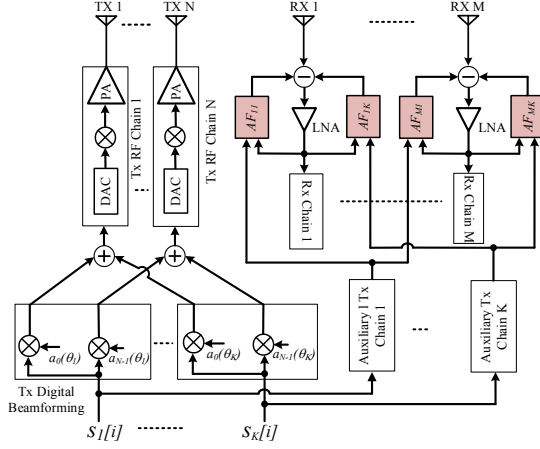 TX 1
TX N
RX 1
RX M
PA
DAC
Tx RF Chain 1
PA
DAC
Tx RF Chain N
AF11
LNA
AF1K
AFM1
LNA
AFMK
Rx Chain 1
Rx Chain M
a0(θ1)
aN-1(θ1)
a0(θK)
aN-1(θK)
Tx Digital
Beamforming
Auxiliary l Tx
Chain 1
Auxiliary Tx
Chain K
S1[i]
SK[i]